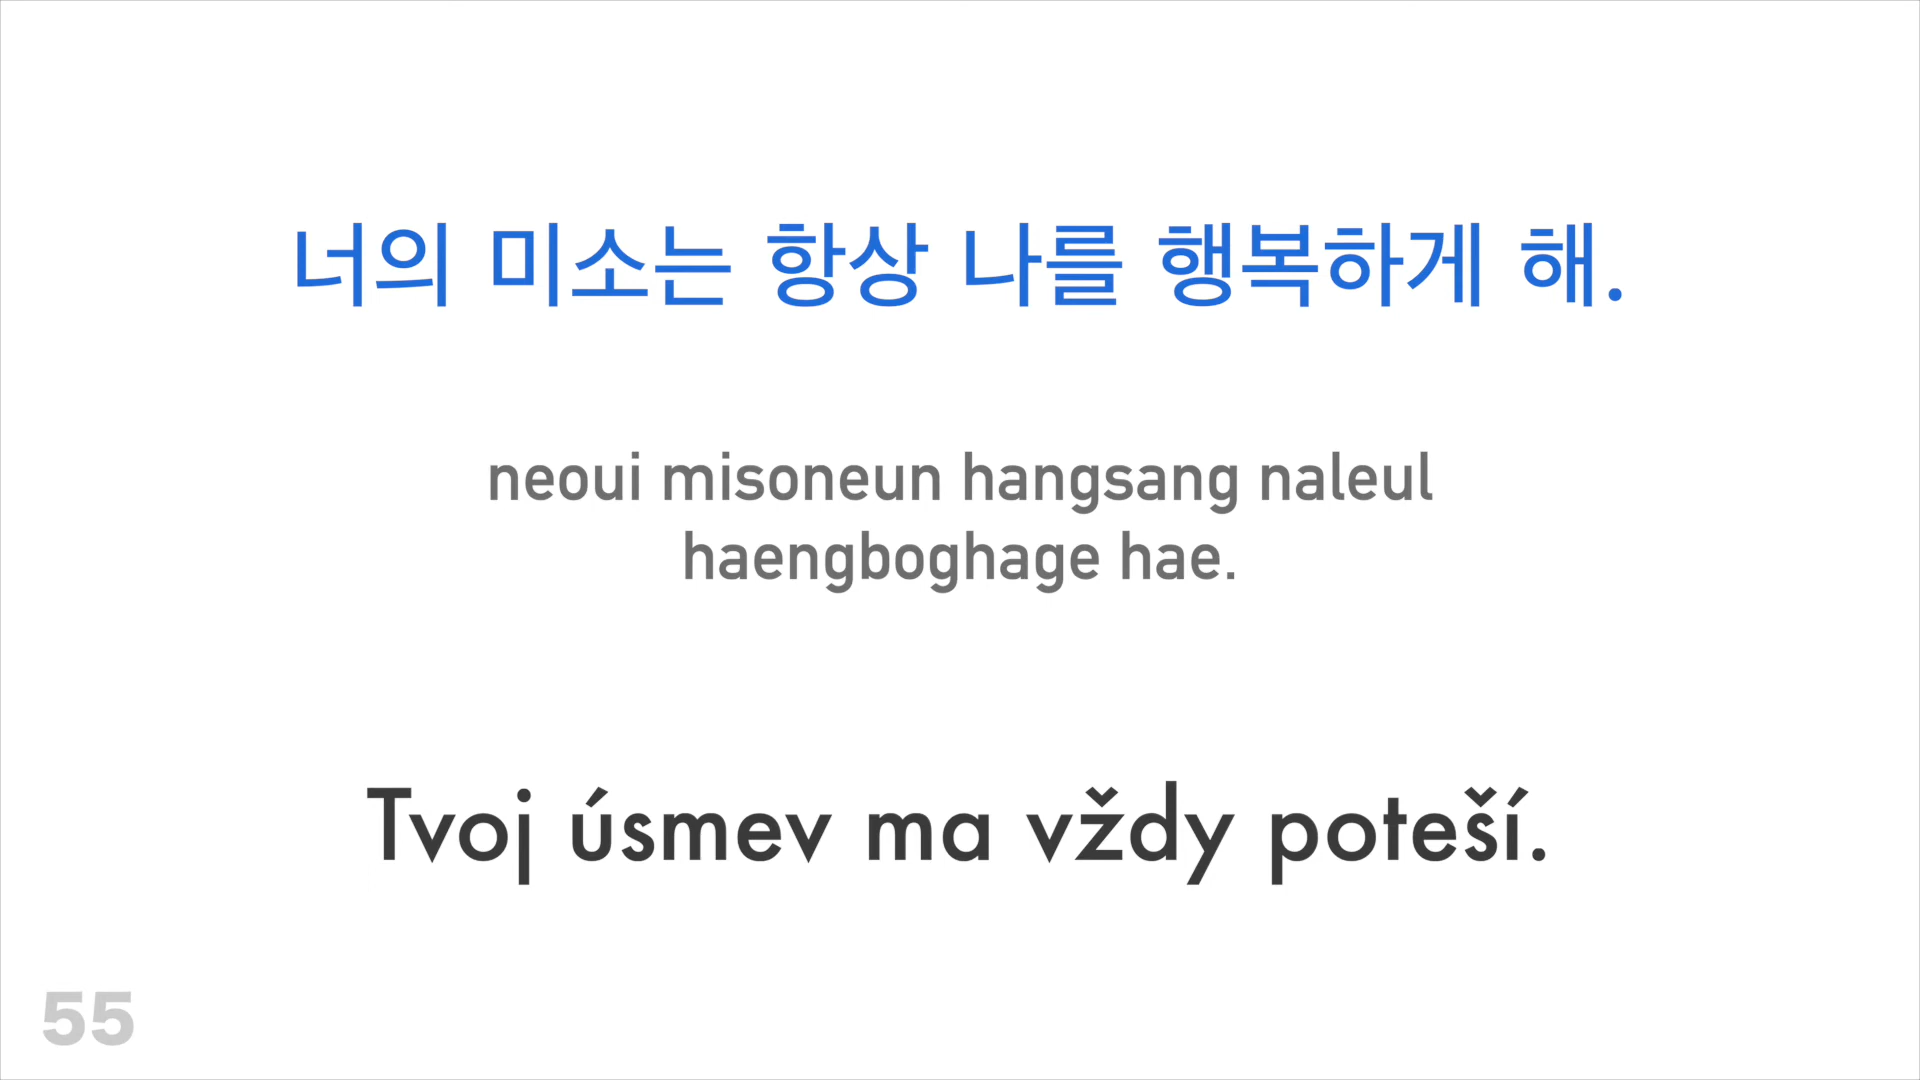 너의 미소는 항상 나를 행복하게 해.
neoui misoneun hangsang naleul
haengboghage hae.
Tvoj úsmev ma vždy poteší.
55